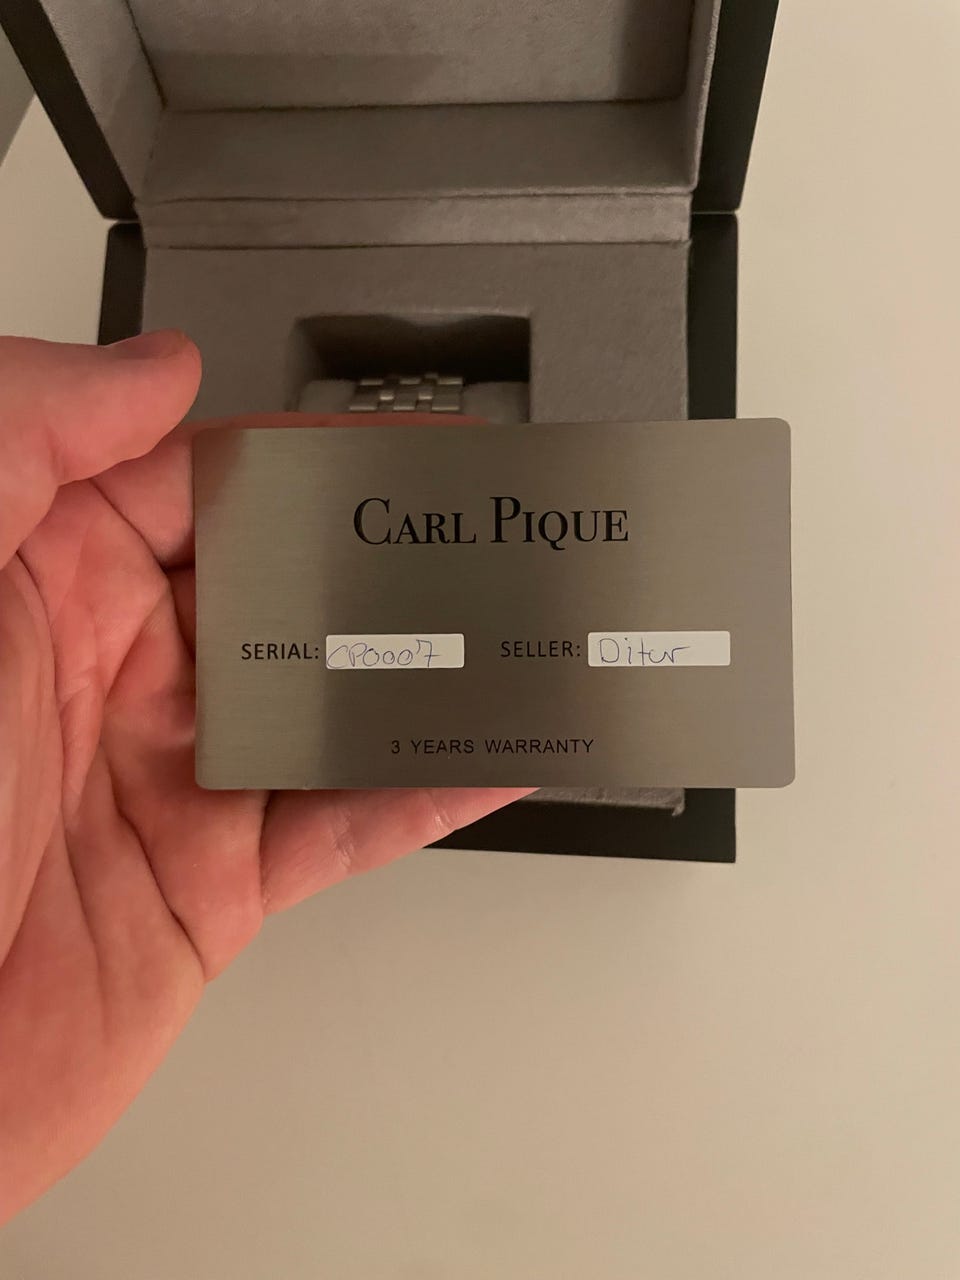 CARL PIQUE
SERIAL: CP0007 SELLER: Ditur
3 YEARS WARRANTY